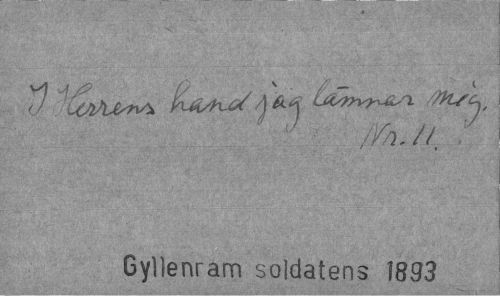 I Herrens hand jag lämnar mig.
Nr. 11.
Gyllenram soldatens 1893